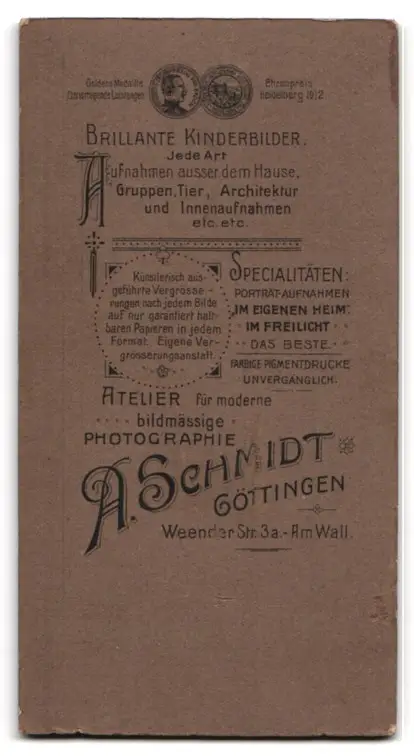 Goldene Medaille
Ehrenpreis
Heidelberg 1912
BRILLANTE KINDERBILDER.
Jede Art
Aufnahmen ausser dem Hause,
Gruppen, Tier, Architektur
und Innenaufnahmen
etc. etc.
Künstlerisch aus-
geführte Vergrösse-
rungen nach jedem Bilde
auf nur garantiert halt-
baren Papieren in jedem
Format. Eigene Ver-
grösserungsanstalt.
SPECIALITÄTEN:
PORTRÄT-AUFNAHMEN
„IM EIGENEN HEIM“
IM FREILICHT
DAS BESTE.
FARBIGE PIGMENTDRUCKE
UNVERGÄNGLICH.
ATELIER für moderne
bildmässige
PHOTOGRAPHIE
A. SCHMIDT
GÖTTINGEN
Weender Str. 3a.- Am Wall.